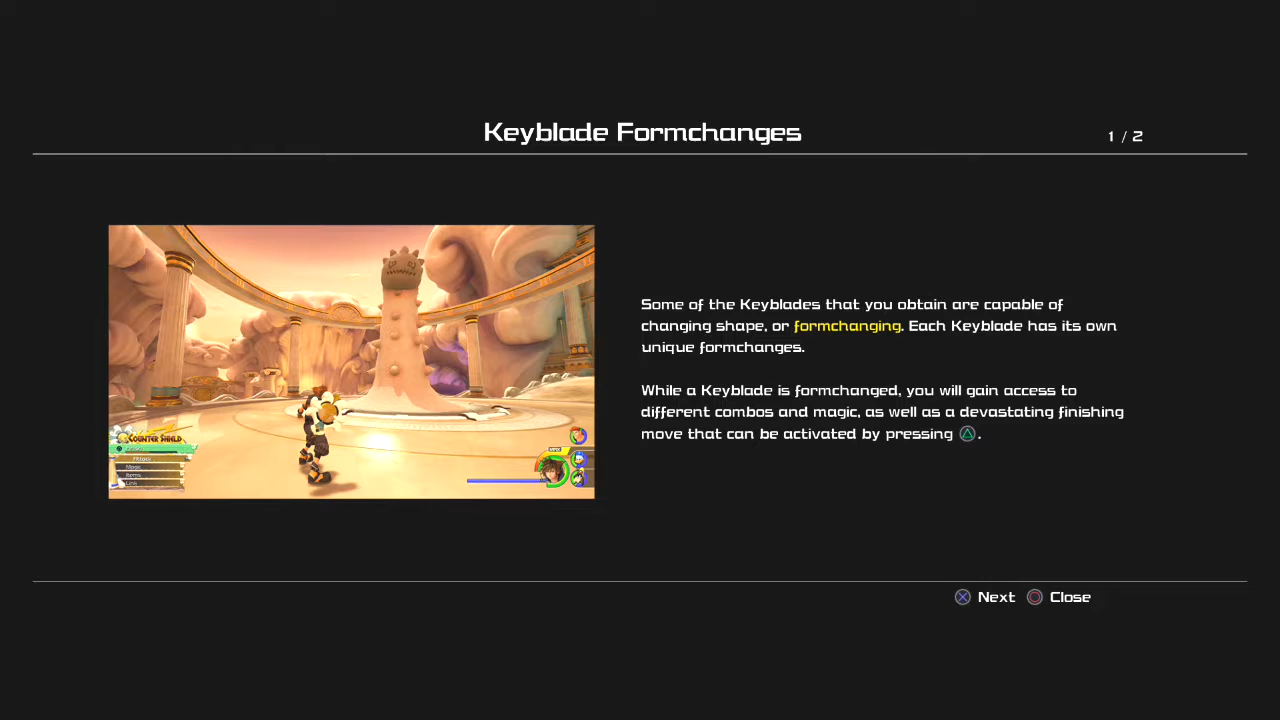 Keyblade Formchanges
1 / 2
Some of the Keyblades that you obtain are capable of
changing shape, or formchanging. Each Keyblade has its own
unique formchanges.
While a Keyblade is formchanged, you will gain access to
different combos and magic, as well as a devastating finishing
move that can be activated by pressing .
COUNTER SHIELD
Attack
Magic
Items
Link
Next Close